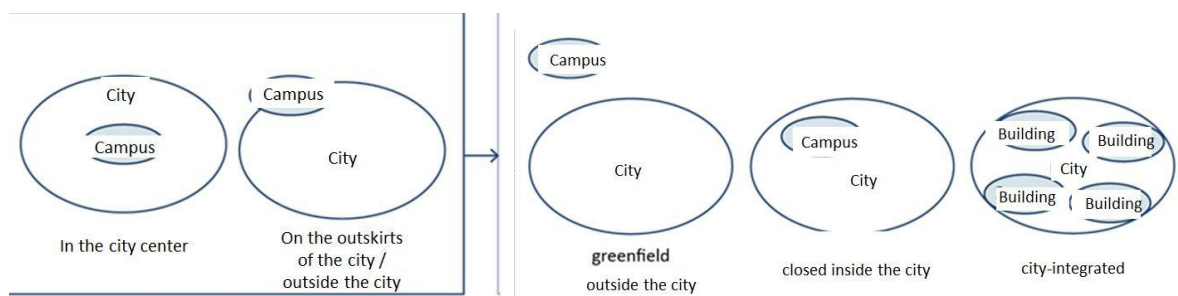 City
Campus
In the city center
Campus
City
On the outskirts
of the city /
outside the city
Campus
City
greenfield
outside the city
Campus
City
closed inside the city
Building
Building
City
Building
Building
city-integrated